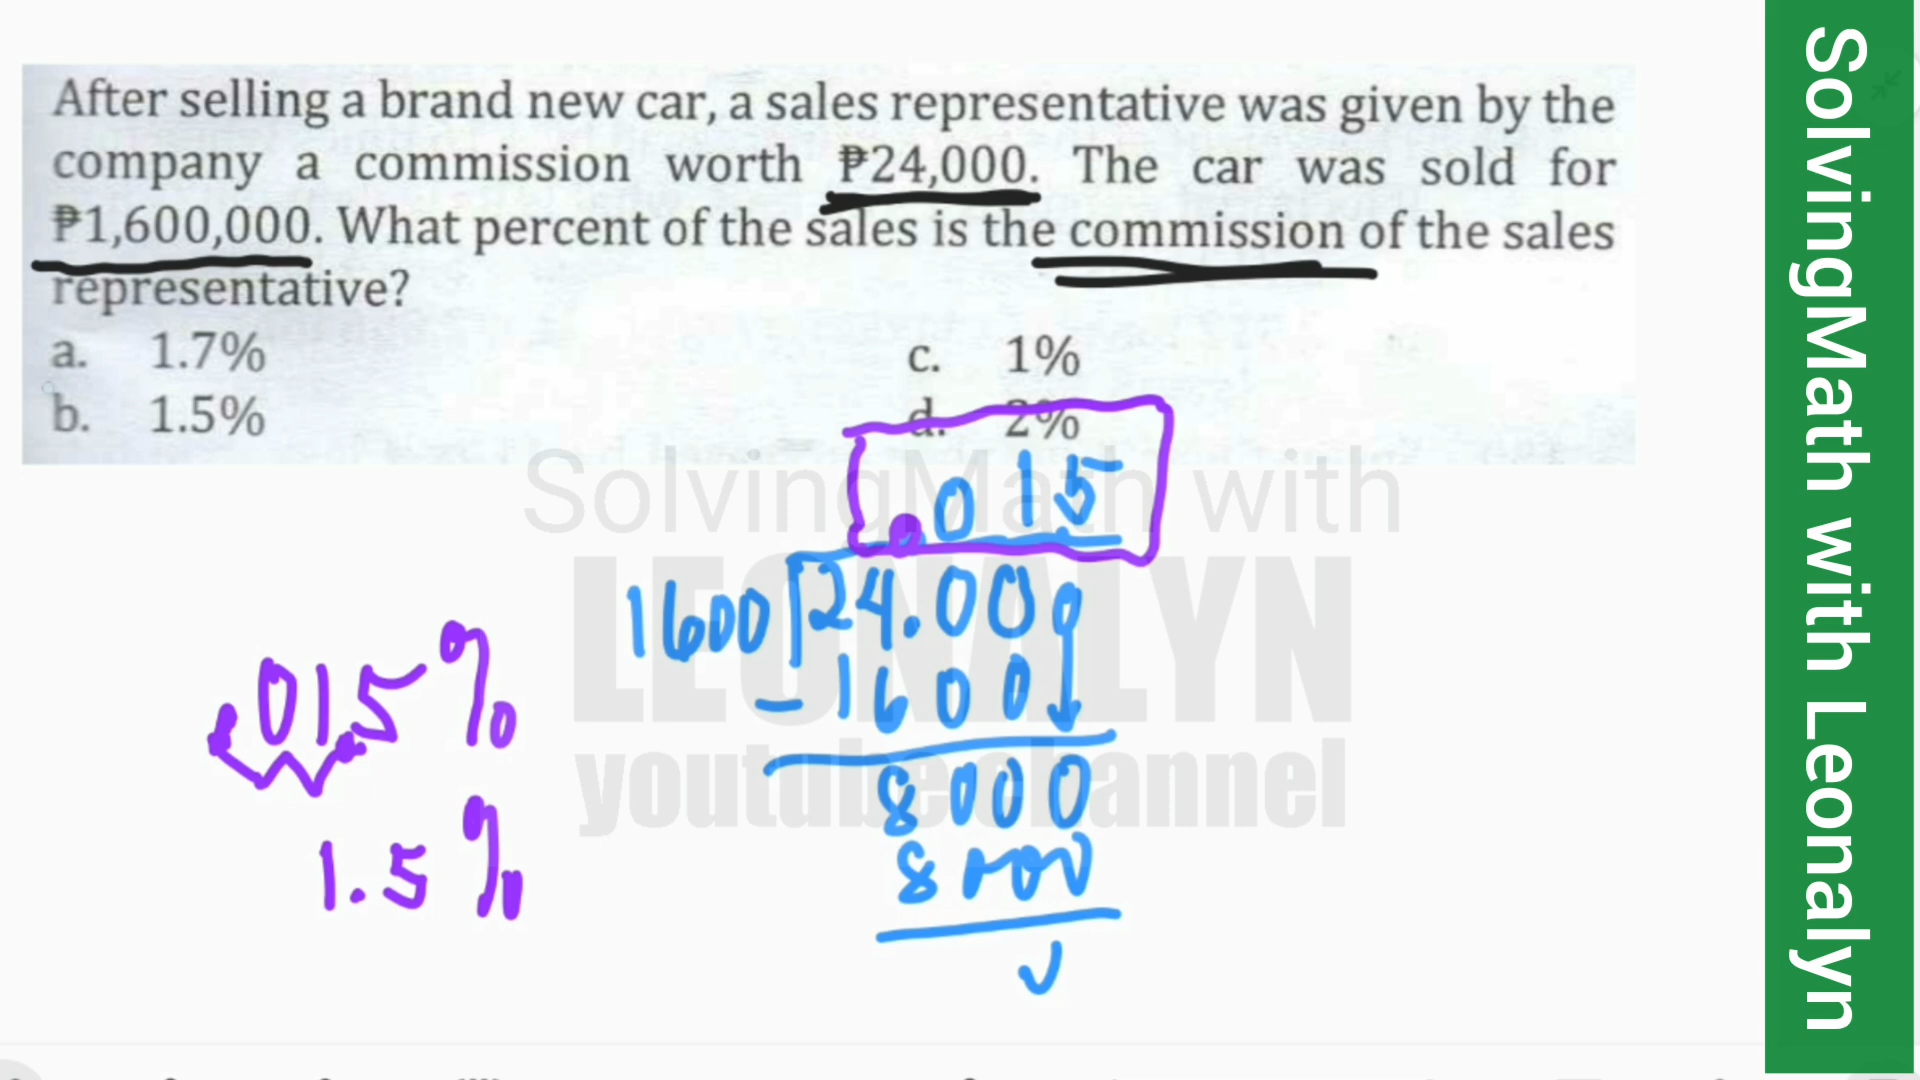 After selling a brand new car, a sales representative was given by the
company a commission worth ₱24,000. The car was sold for
₱1,600,000. What percent of the sales is the commission of the sales
representative?
a. 1.7%
b. 1.5%
c. 1%
d. 2%
SolvingMath with
LEONALYN
youtube channel
.015
1600 24.000
- 1600
8000
8000
.015%
1.5%
SolvingMath with Leonalyn